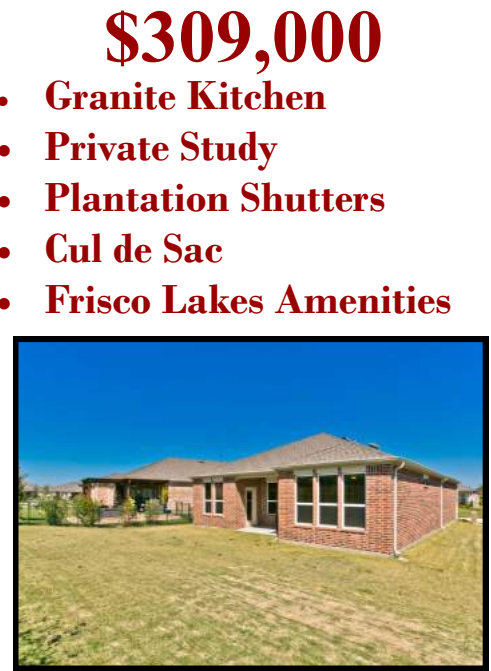 $309,000
• Granite Kitchen
• Private Study
• Plantation Shutters
• Cul de Sac
• Frisco Lakes Amenities